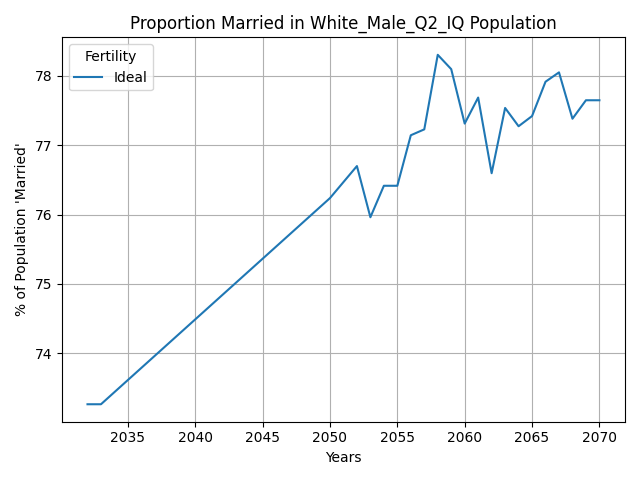 Proportion Married in White_Male_Q2_IQ Population
Fertility
Ideal
% of Population 'Married'
78
77
76
75
74
2035 2040 2045 2050 2055 2060 2065 2070
Years